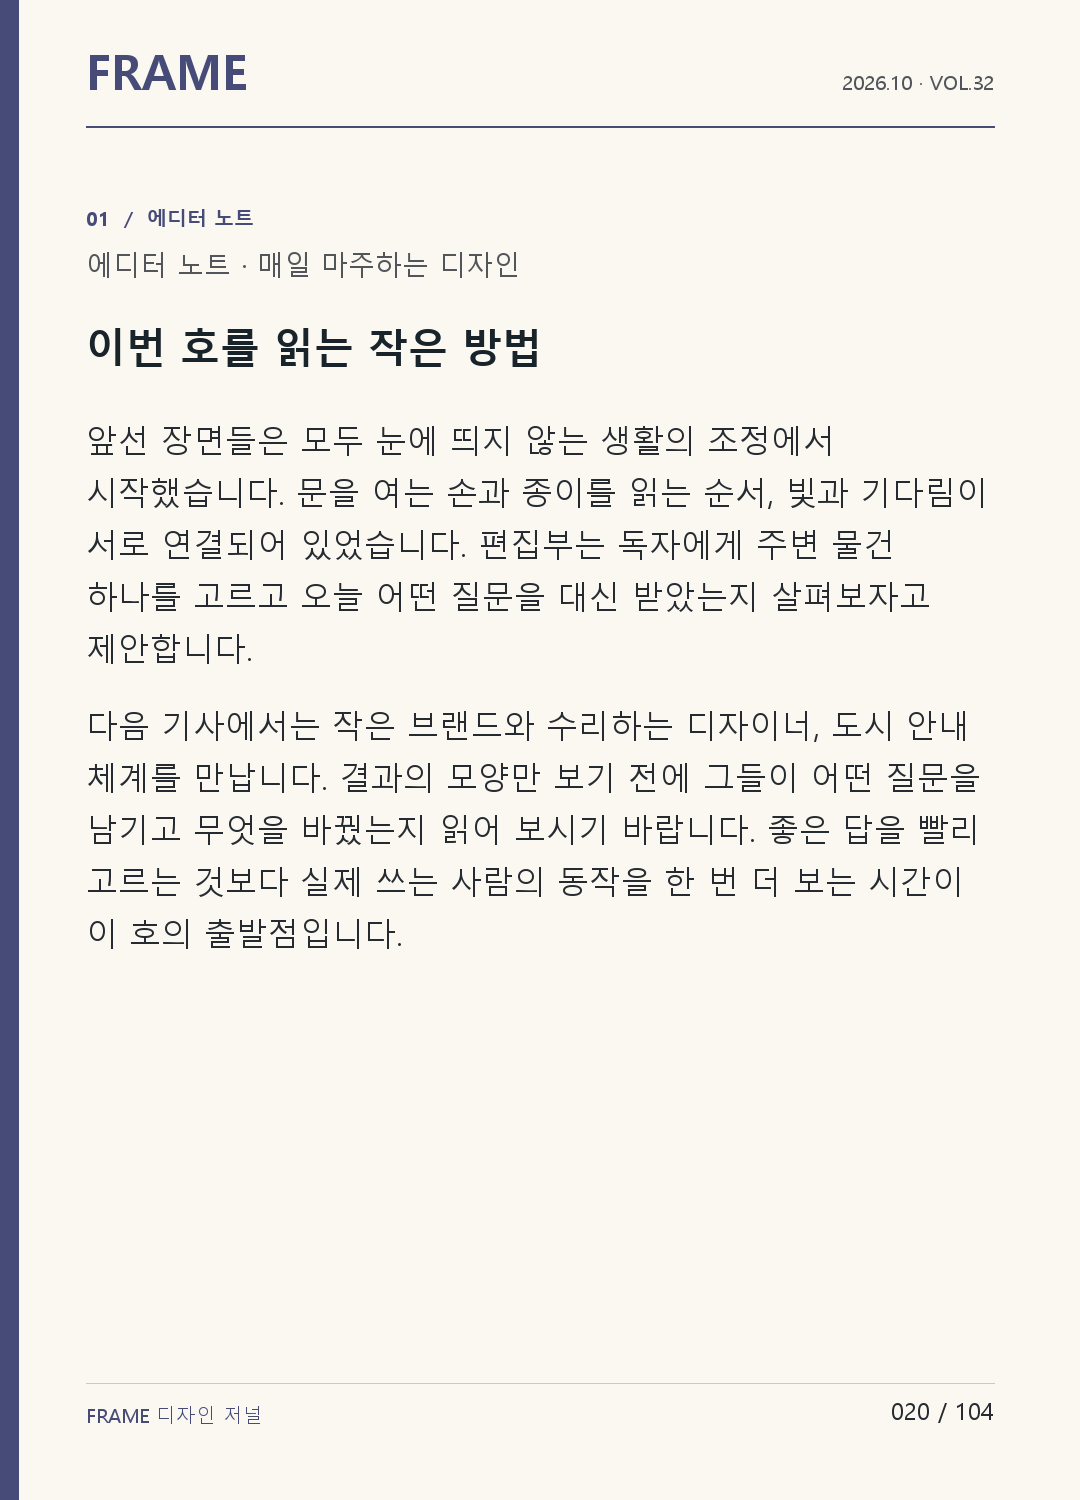 FRAME
2026.10 · VOL.32
01 / 에디터 노트
에디터 노트 · 매일 마주하는 디자인
이번 호를 읽는 작은 방법
앞선 장면들은 모두 눈에 띄지 않는 생활의 조정에서
시작했습니다. 문을 여는 손과 종이를 읽는 순서, 빛과 기다림이
서로 연결되어 있었습니다. 편집부는 독자에게 주변 물건
하나를 고르고 오늘 어떤 질문을 대신 받았는지 살펴보자고
제안합니다.
다음 기사에서는 작은 브랜드와 수리하는 디자이너, 도시 안내
체계를 만납니다. 결과의 모양만 보기 전에 그들이 어떤 질문을
남기고 무엇을 바꿨는지 읽어 보시기 바랍니다. 좋은 답을 빨리
고르는 것보다 실제 쓰는 사람의 동작을 한 번 더 보는 시간이
이 호의 출발점입니다.
FRAME 디자인 저널
020 / 104